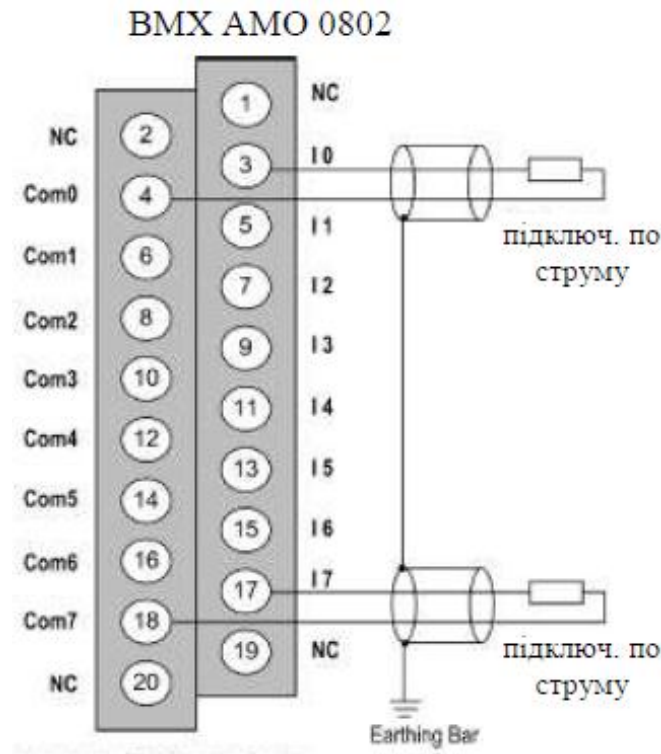 BMX AMO 0802
1
NC
NC
2
I0
3
Com0
4
I1
5
підключ. по
струму
Com1
6
I2
7
Com2
8
I3
9
Com3
10
I4
11
Com4
12
I5
13
Com5
14
I6
15
Com6
16
I7
17
Com7
18
NC
19
підключ. по
струму
NC
20
Earthing Bar